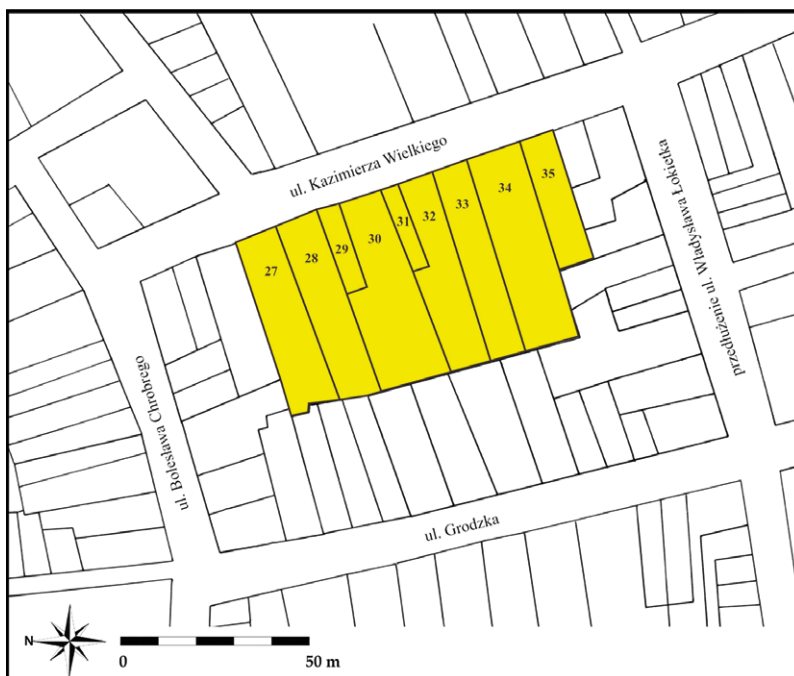 ul. Kazimierza Wielkiego
przedłużenie ul. Władysława Łokietka
35
34
33
32
31
30
29
28
27
ul. Bolesława Chrobrego
ul. Grodzka
N
0 50 m